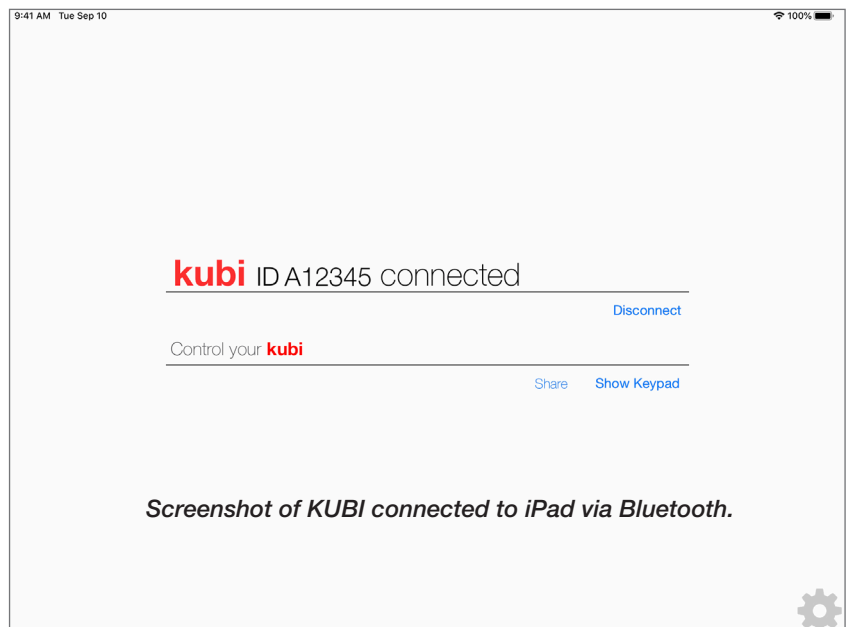 9:41 AM Tue Sep 10 100%
kubi ID A12345 connected
Disconnect
Control your kubi
Share Show Keypad
Screenshot of KUBI connected to iPad via Bluetooth.